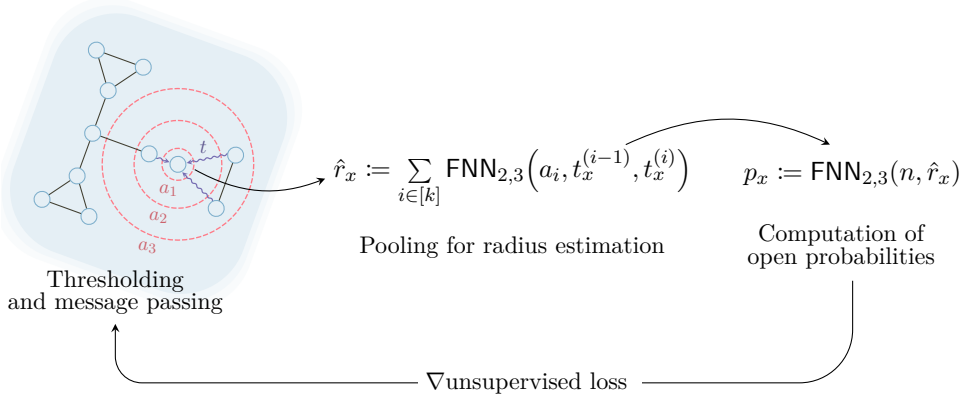 t
a₁
a₂
a₃
r̂ₓ := ∑_{i∈[k]} FNN₂,₃(aᵢ, tₓ^{(i−1)}, tₓ^{(i)})
pₓ := FNN₂,₃(n, r̂ₓ)
Pooling for radius estimation
Computation of
open probabilities
Thresholding
and message passing
∇unsupervised loss